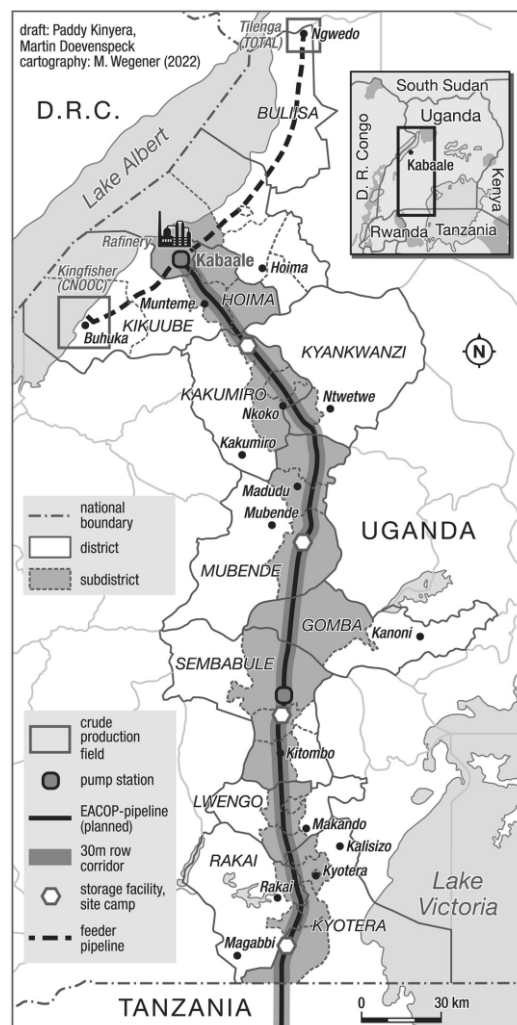 draft: Paddy Kinyera,
Martin Doevenspeck
cartography: M. Wegener (2022)
Tilenga
(TOTAL)
Ngwedo
D.R.C.
BULIISA
Lake Albert
South Sudan
Uganda
D. R. Congo
Kabaale
Kenya
Rwanda
Tanzania
Rafinery
Kabaale
Hoima
Kingfisher
(CNOOC)
Munteme
HOIMA
Buhuka
KIKUUBE
KYANKWANZI
N
KAKUMIRO
Nkoko
Ntwetwe
Kakumiro
Madudu
Mubende
UGANDA
MUBENDE
national
boundary
district
subdistrict
GOMBA
Kanoni
SEMBABULE
crude
production
field
pump station
EACOP-pipeline
(planned)
30m row
corridor
storage facility,
site camp
feeder
pipeline
Kitombo
LWENGO
Makando
Kalisizo
RAKAI
Kyotera
Rakai
KYOTERA
Magabbi
Lake
Victoria
TANZANIA
0 30 km